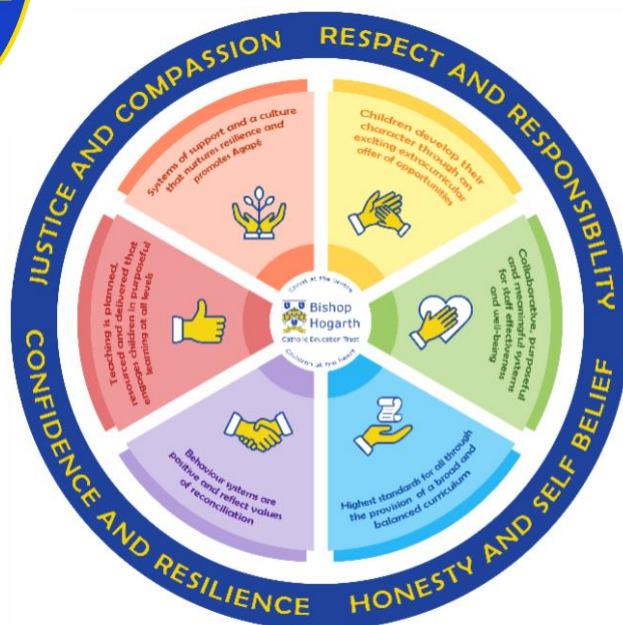 JUSTICE AND COMPASSION
RESPECT AND RESPONSIBILITY
HONESTY AND SELF BELIEF
CONFIDENCE AND RESILIENCE
Systems of support and a culture
that nurtures resilience and
promotes Agapé
Children develop their
character through an
exciting extracurricular
offer of opportunities
Collaborative, purposeful
and meaningful systems
for staff effectiveness
and well-being
Highest standards for all through
the provision of a broad and
balanced curriculum
Behaviour systems are
positive and reflect values
of reconciliation
Teaching is planned,
resourced and delivered that
engages children in purposeful
learning at all levels
Christ at the centre
Bishop
Hogarth
Catholic Education Trust
Children at the heart